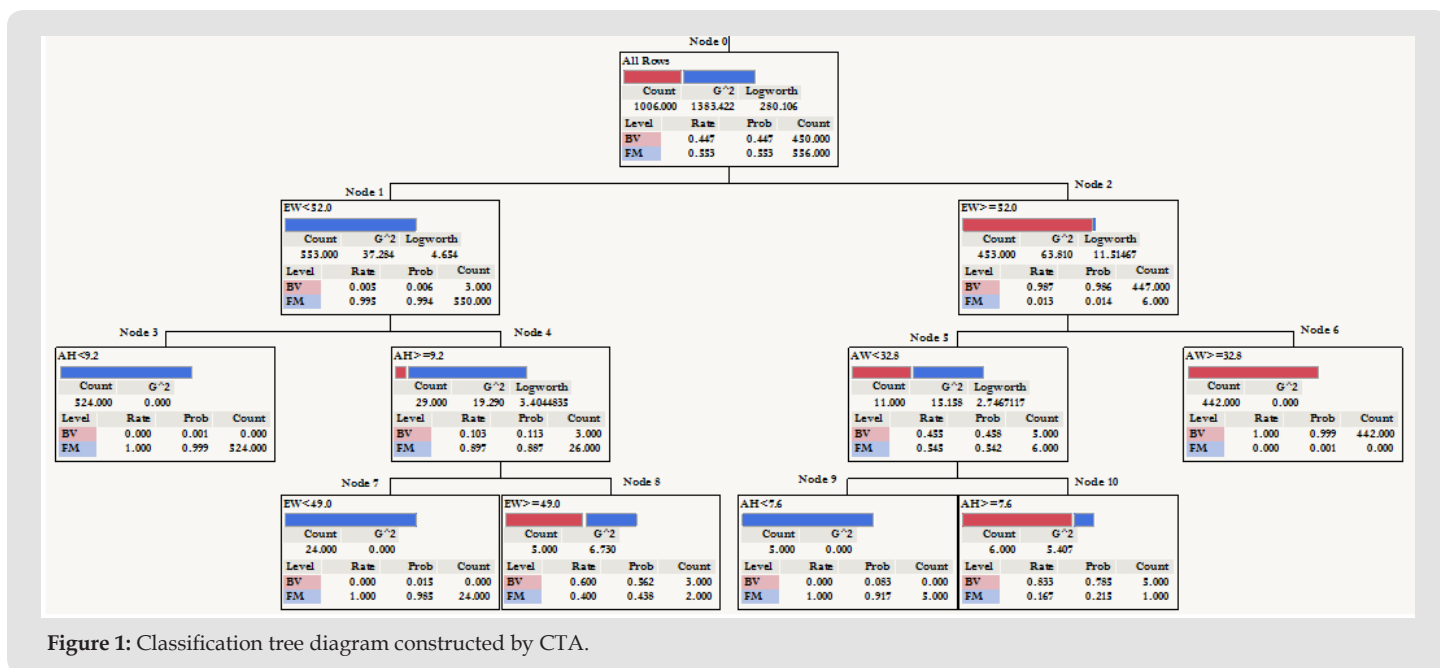 Node 0
All Rows
Count G^2 Logworth
1006.000 1383.422 280.106
Level Rate Prob Count
BV 0.447 0.447 450.000
FM 0.553 0.553 556.000
Node 1
EW<52.0
Count G^2 Logworth
553.000 37.284 4.654
Level Rate Prob Count
BV 0.005 0.006 3.000
FM 0.995 0.994 550.000
Node 2
EW>=52.0
Count G^2 Logworth
453.000 63.810 11.51467
Level Rate Prob Count
BV 0.987 0.986 447.000
FM 0.013 0.014 6.000
Node 3
AH<9.2
Count G^2
524.000 0.000
Level Rate Prob Count
BV 0.000 0.001 0.000
FM 1.000 0.999 524.000
Node 4
AH>=9.2
Count G^2 Logworth
29.000 19.290 3.4044835
Level Rate Prob Count
BV 0.103 0.113 3.000
FM 0.897 0.887 26.000
Node 5
AW<32.8
Count G^2 Logworth
11.000 15.158 2.7467117
Level Rate Prob Count
BV 0.455 0.458 5.000
FM 0.545 0.542 6.000
Node 6
AW>=32.8
Count G^2
442.000 0.000
Level Rate Prob Count
BV 1.000 0.999 442.000
FM 0.000 0.001 0.000
Node 7
EW<49.0
Count G^2
24.000 0.000
Level Rate Prob Count
BV 0.000 0.015 0.000
FM 1.000 0.985 24.000
Node 8
EW>=49.0
Count G^2
5.000 6.730
Level Rate Prob Count
BV 0.600 0.562 3.000
FM 0.400 0.438 2.000
Node 9
AH<7.6
Count G^2
5.000 0.000
Level Rate Prob Count
BV 0.000 0.083 0.000
FM 1.000 0.917 5.000
Node 10
AH>=7.6
Count G^2
6.000 5.407
Level Rate Prob Count
BV 0.833 0.785 5.000
FM 0.167 0.215 1.000
Figure 1: Classification tree diagram constructed by CTA.